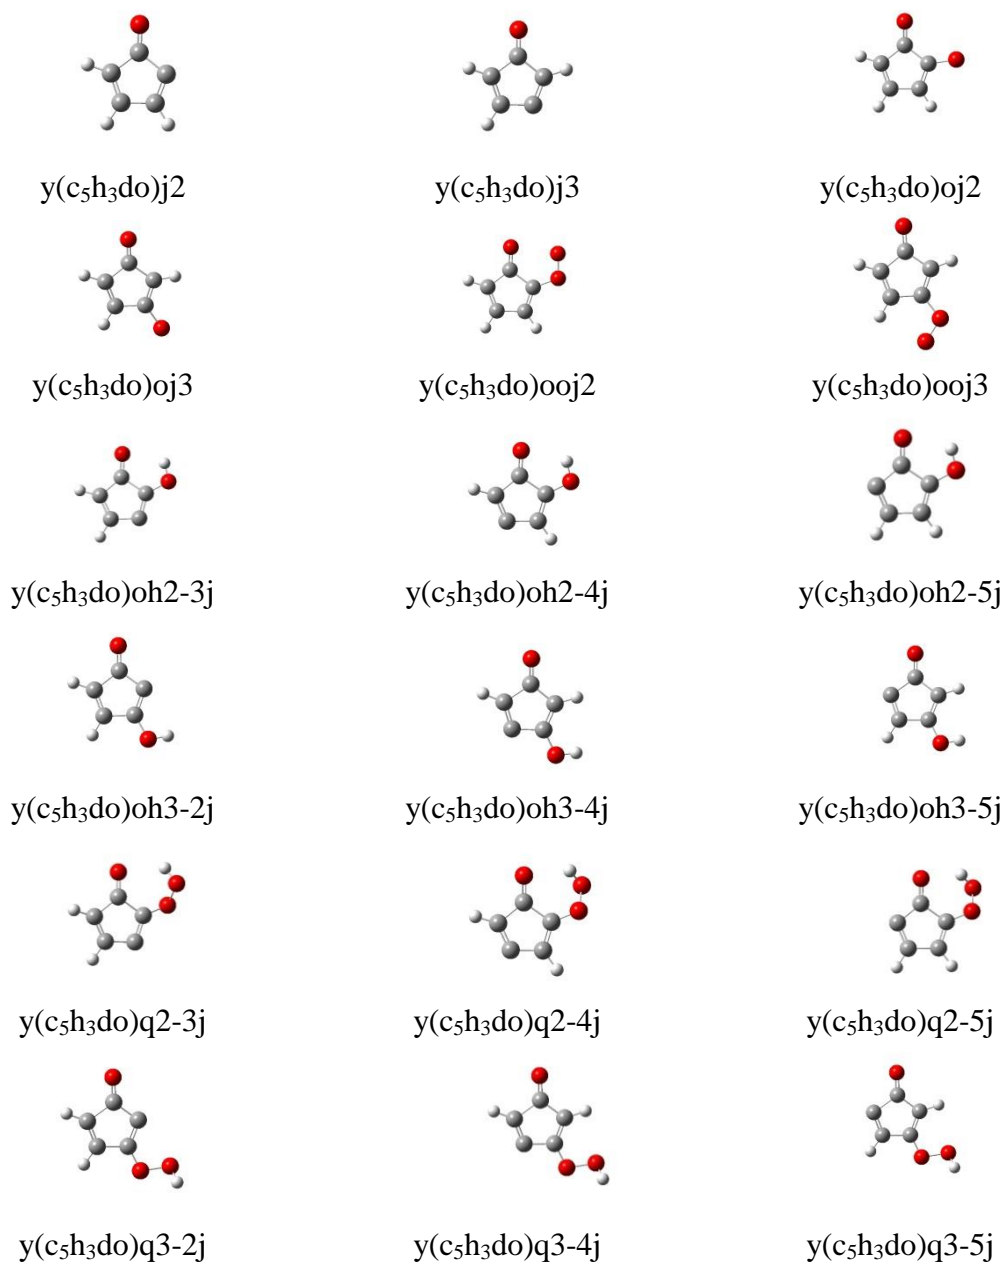 y(c₅h₃do)j2 y(c₅h₃do)j3 y(c₅h₃do)oj2
y(c₅h₃do)oj3 y(c₅h₃do)ooj2 y(c₅h₃do)ooj3
y(c₅h₃do)oh2-3j y(c₅h₃do)oh2-4j y(c₅h₃do)oh2-5j
y(c₅h₃do)oh3-2j y(c₅h₃do)oh3-4j y(c₅h₃do)oh3-5j
y(c₅h₃do)q2-3j y(c₅h₃do)q2-4j y(c₅h₃do)q2-5j
y(c₅h₃do)q3-2j y(c₅h₃do)q3-4j y(c₅h₃do)q3-5j